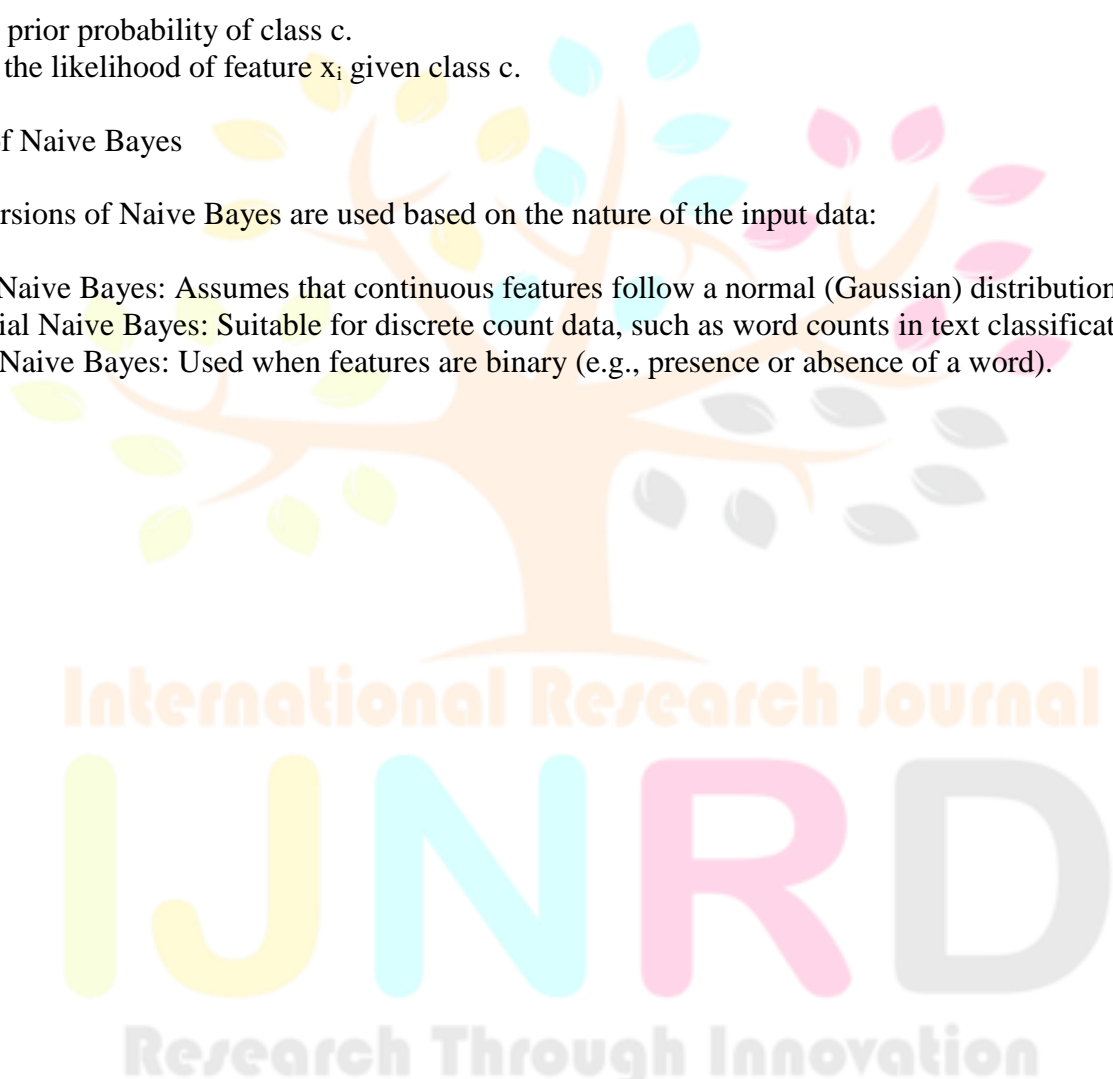 prior probability of class c.
the likelihood of feature xᵢ given class c.
f Naive Bayes
rsions of Naive Bayes are used based on the nature of the input data:
Naive Bayes: Assumes that continuous features follow a normal (Gaussian) distribution
ial Naive Bayes: Suitable for discrete count data, such as word counts in text classificat
Naive Bayes: Used when features are binary (e.g., presence or absence of a word).
International Research Journal
IJNRD
Research Through Innovation